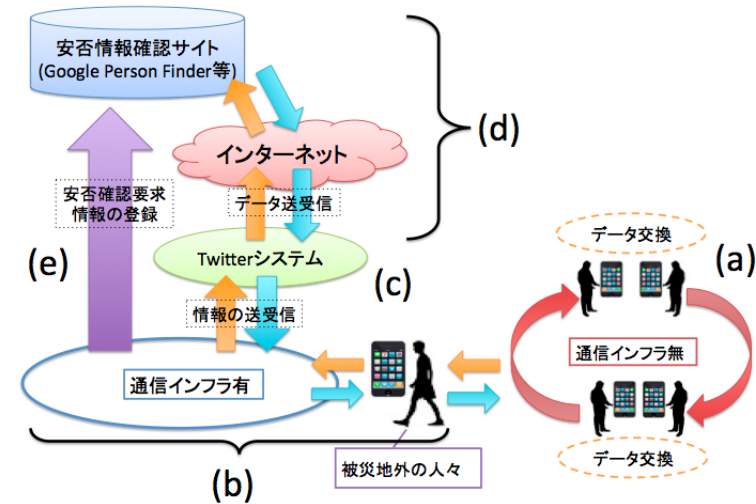 安否情報確認サイト
(Google Person Finder等)
(d)
インターネット
安否確認要求
情報の登録
データ送受信
データ交換
(e)
Twitterシステム
(c)
(a)
情報の送受信
通信インフラ無
通信インフラ有
データ交換
(b)
被災地外の人々